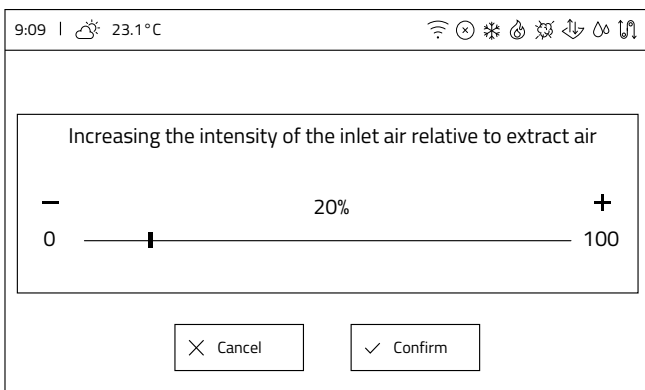 9:09 | 23.1°C
Increasing the intensity of the inlet air relative to extract air
− 20% +
0 100
Cancel Confirm